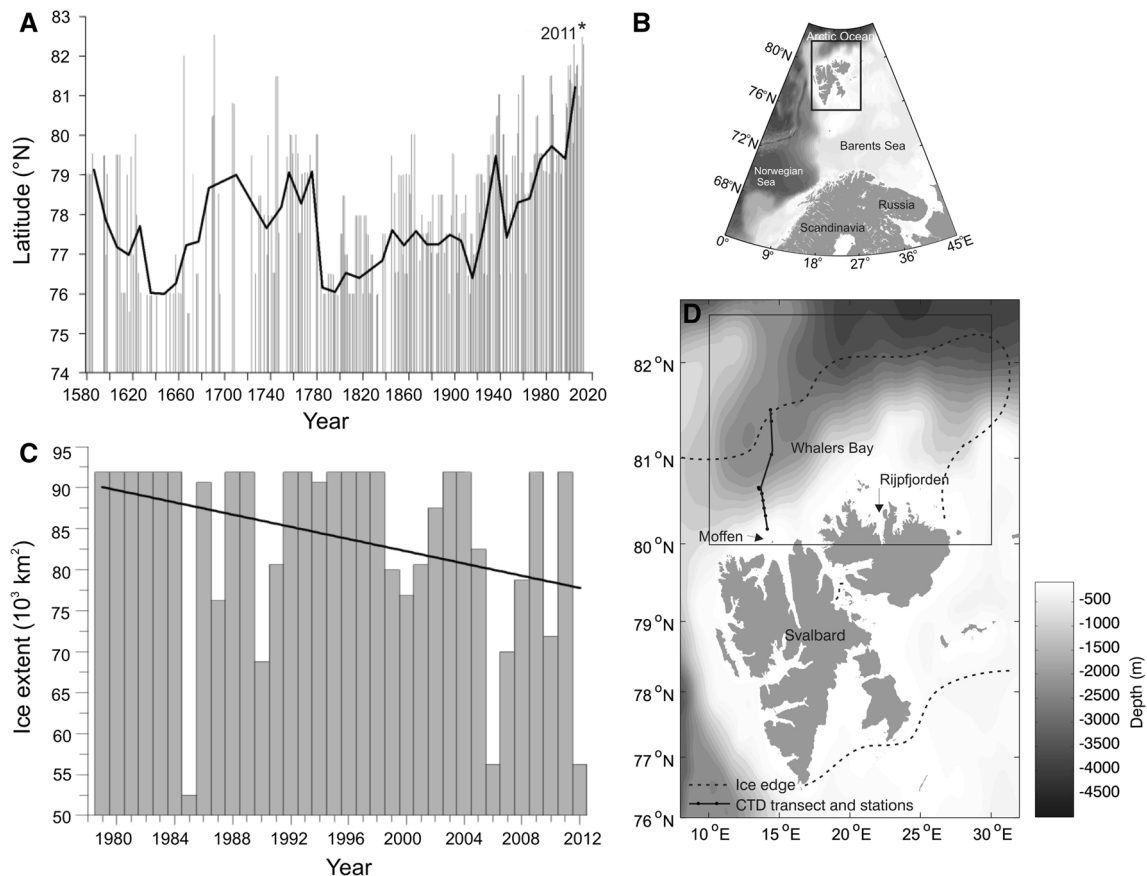 A
83
82
81
80
79
78
77
76
75
74
Latitude (°N)
2011*
1580 1620 1660 1700 1740 1780 1820 1860 1900 1940 1980 2020
Year
B
Arctic Ocean
80°N
76°N
72°N
68°N
Barents Sea
Norwegian
Sea
Russia
Scandinavia
0° 9° 18° 27° 36° 45°E
C
95
90
85
80
75
70
65
60
55
50
Ice extent (10³ km²)
1980 1984 1988 1992 1996 2000 2004 2008 2012
Year
D
82°N
81°N
80°N
79°N
78°N
77°N
76°N
Whalers Bay
Rijpfjorden
Moffen
Svalbard
Ice edge
CTD transect and stations
10°E 15°E 20°E 25°E 30°E
-500
-1000
-1500
-2000
-2500
-3000
-3500
-4000
-4500
Depth (m)